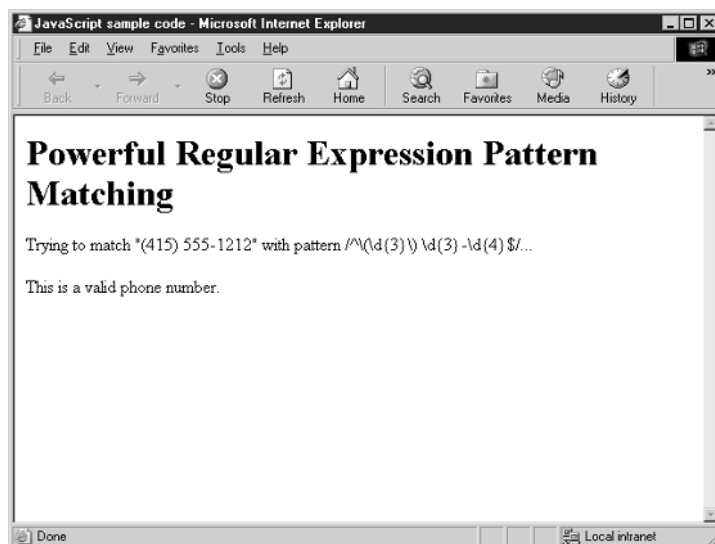 JavaScript sample code - Microsoft Internet Explorer
File Edit View Favorites Tools Help
Back Forward Stop Refresh Home Search Favorites Media History »
Powerful Regular Expression Pattern
Matching
Trying to match "(415) 555-1212" with pattern /^\(\d{3}\) \d{3}-\d{4}$/...
This is a valid phone number.
Done Local intranet